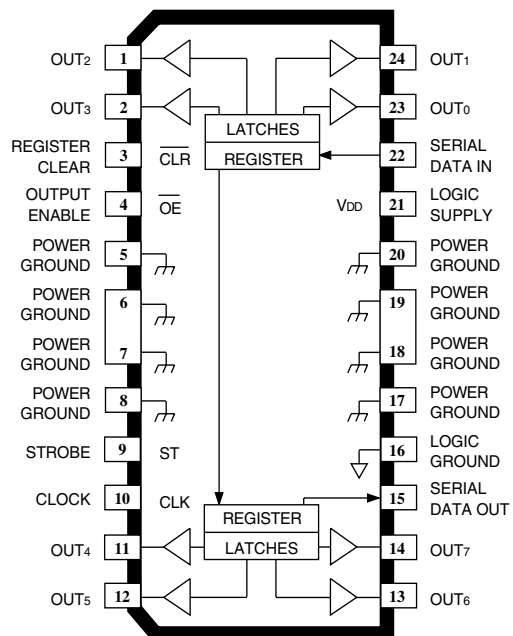 OUT2 1 24 OUT1
OUT3 2 23 OUT0
LATCHES
REGISTER
CLEAR 3 CLR REGISTER 22 SERIAL
DATA IN
OUTPUT
ENABLE 4 OE VDD 21 LOGIC
SUPPLY
POWER
GROUND 5 20 POWER
GROUND
POWER
GROUND 6 19 POWER
GROUND
POWER
GROUND 7 18 POWER
GROUND
POWER
GROUND 8 17 POWER
GROUND
STROBE 9 ST 16 LOGIC
GROUND
CLOCK 10 CLK 15 SERIAL
DATA OUT
REGISTER
OUT4 11 LATCHES 14 OUT7
OUT5 12 13 OUT6